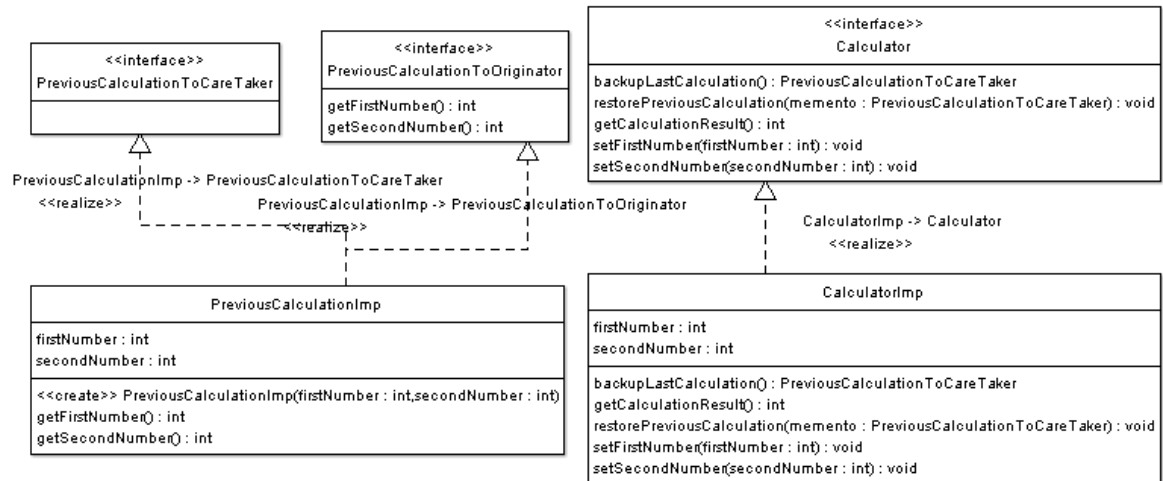 <<interface>>
PreviousCalculationToCareTaker
<<interface>>
PreviousCalculationToOriginator
getFirstNumber() : int
getSecondNumber() : int
<<interface>>
Calculator
backupLastCalculation() : PreviousCalculationToCareTaker
restorePreviousCalculation(memento : PreviousCalculationToCareTaker) : void
getCalculationResult() : int
setFirstNumber(firstNumber : int) : void
setSecondNumber(secondNumber : int) : void
PreviousCalculationImp -> PreviousCalculationToCareTaker
<<realize>>
PreviousCalculationImp -> PreviousCalculationToOriginator
<<realize>>
CalculatorImp -> Calculator
<<realize>>
PreviousCalculationImp
firstNumber : int
secondNumber : int
<<create>> PreviousCalculationImp(firstNumber : int,secondNumber : int)
getFirstNumber() : int
getSecondNumber() : int
CalculatorImp
firstNumber : int
secondNumber : int
backupLastCalculation() : PreviousCalculationToCareTaker
getCalculationResult() : int
restorePreviousCalculation(memento : PreviousCalculationToCareTaker) : void
setFirstNumber(firstNumber : int) : void
setSecondNumber(secondNumber : int) : void